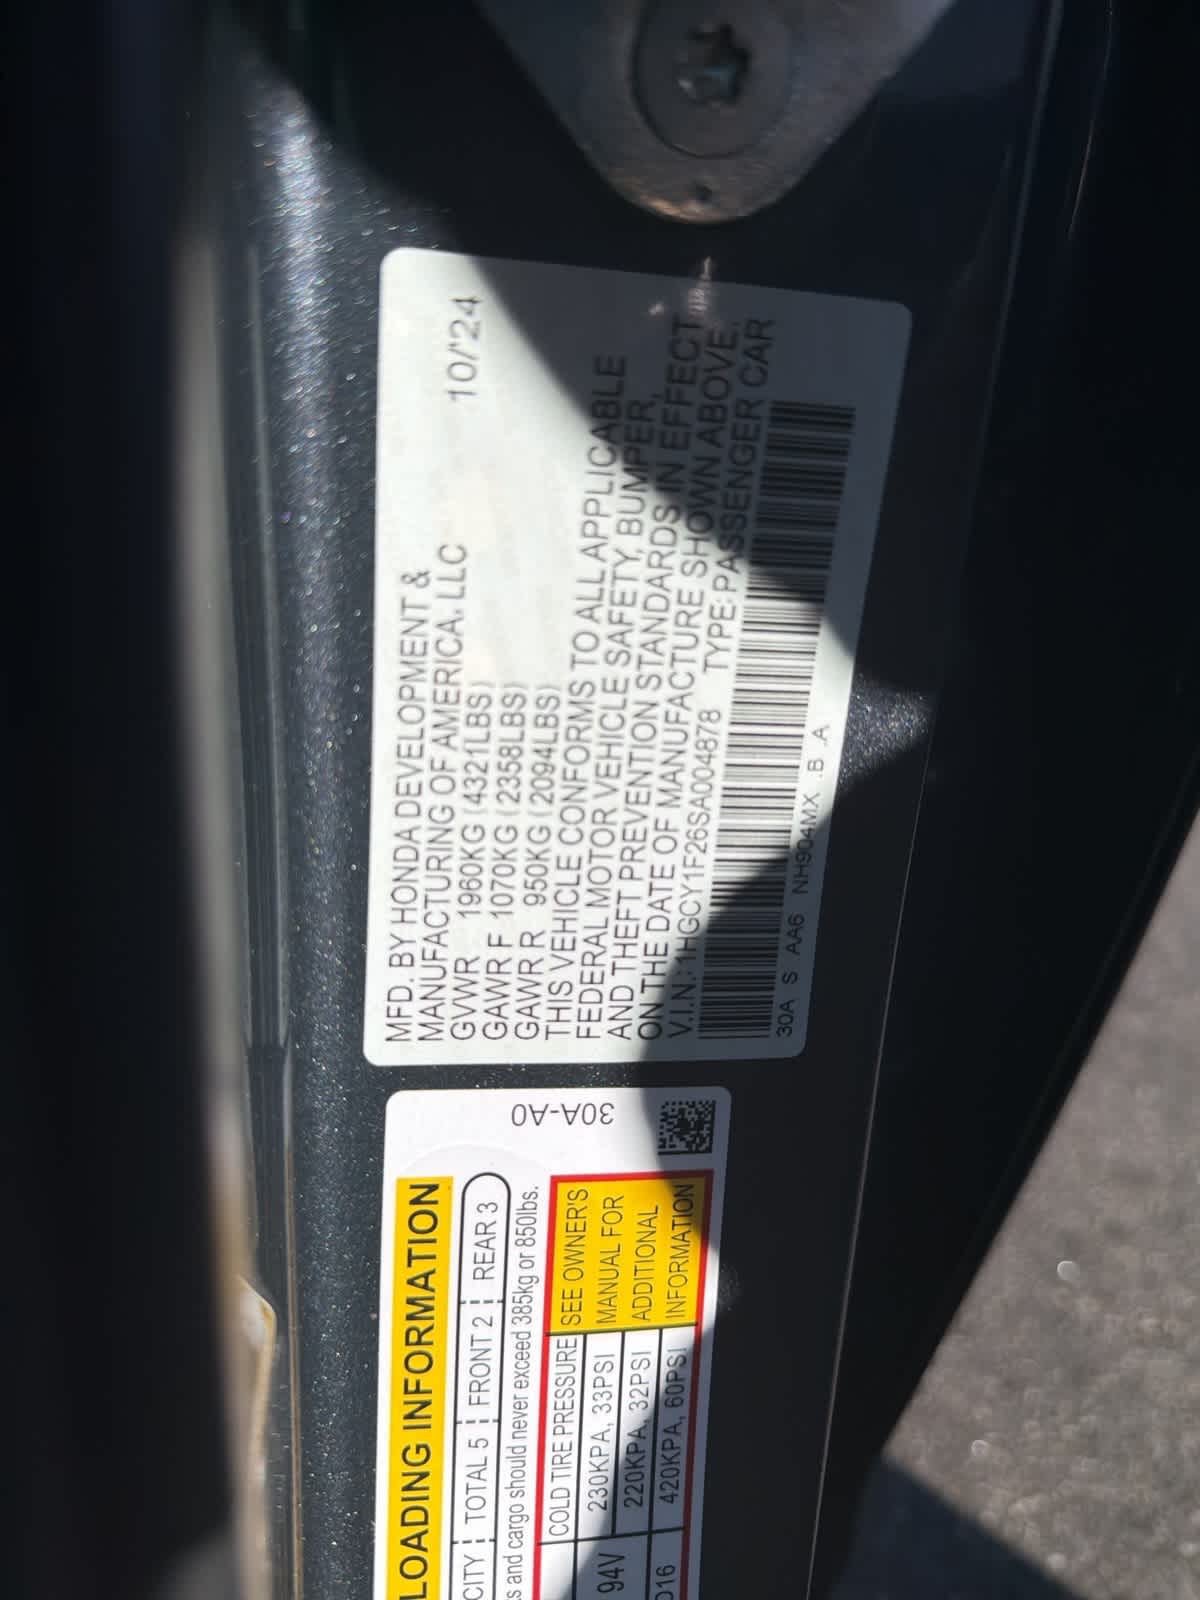 MFD. BY HONDA DEVELOPMENT &
MANUFACTURING OF AMERICA, LLC 10/'24
GVWR 1960KG (4321LBS)
GAWR F 1070KG (2358LBS)
GAWR R 950KG (2094LBS)
THIS VEHICLE CONFORMS TO ALL APPLICABLE
FEDERAL MOTOR VEHICLE SAFETY, BUMPER,
AND THEFT PREVENTION STANDARDS IN EFFECT
ON THE DATE OF MANUFACTURE SHOWN ABOVE.
V.I.N.: 1HGCY1F26SA004878 TYPE: PASSENGER CAR
30A S AA6 NH904MX .B .A
30A-A0
LOADING INFORMATION
CITY TOTAL 5 FRONT 2 REAR 3
s and cargo should never exceed 385kg or 850lbs.
COLD TIRE PRESSURE SEE OWNER'S
94V 230KPA, 33PSI MANUAL FOR
220KPA, 32PSI ADDITIONAL
D16 420KPA, 60PSI INFORMATION